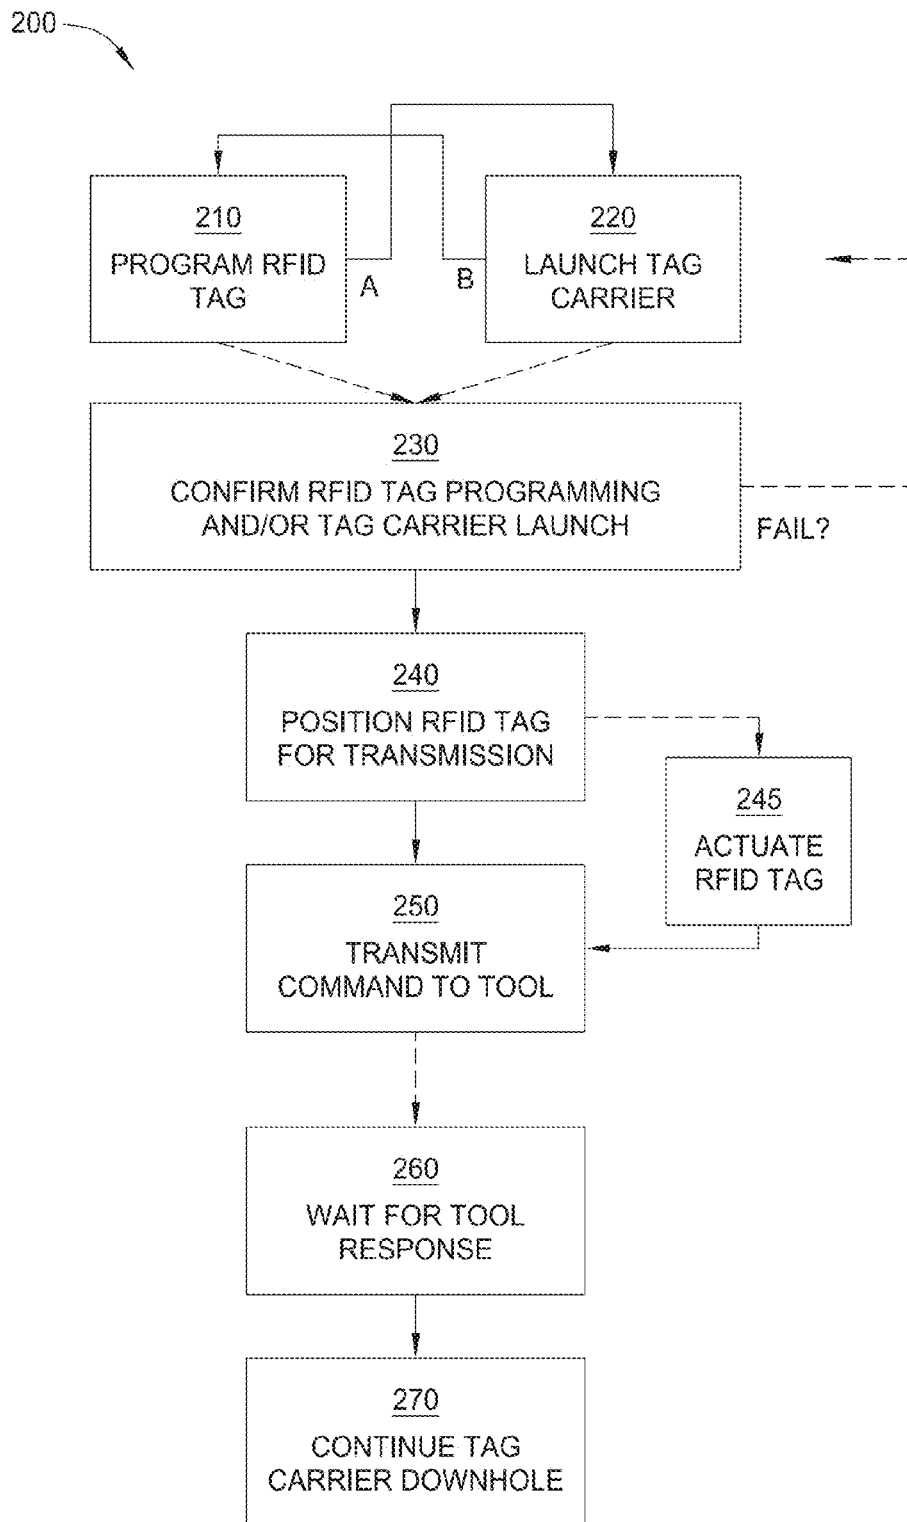 200
210
PROGRAM RFID
TAG
A
B
220
LAUNCH TAG
CARRIER
230
CONFIRM RFID TAG PROGRAMMING
AND/OR TAG CARRIER LAUNCH
FAIL?
240
POSITION RFID TAG
FOR TRANSMISSION
245
ACTUATE
RFID TAG
250
TRANSMIT
COMMAND TO TOOL
260
WAIT FOR TOOL
RESPONSE
270
CONTINUE TAG
CARRIER DOWNHOLE